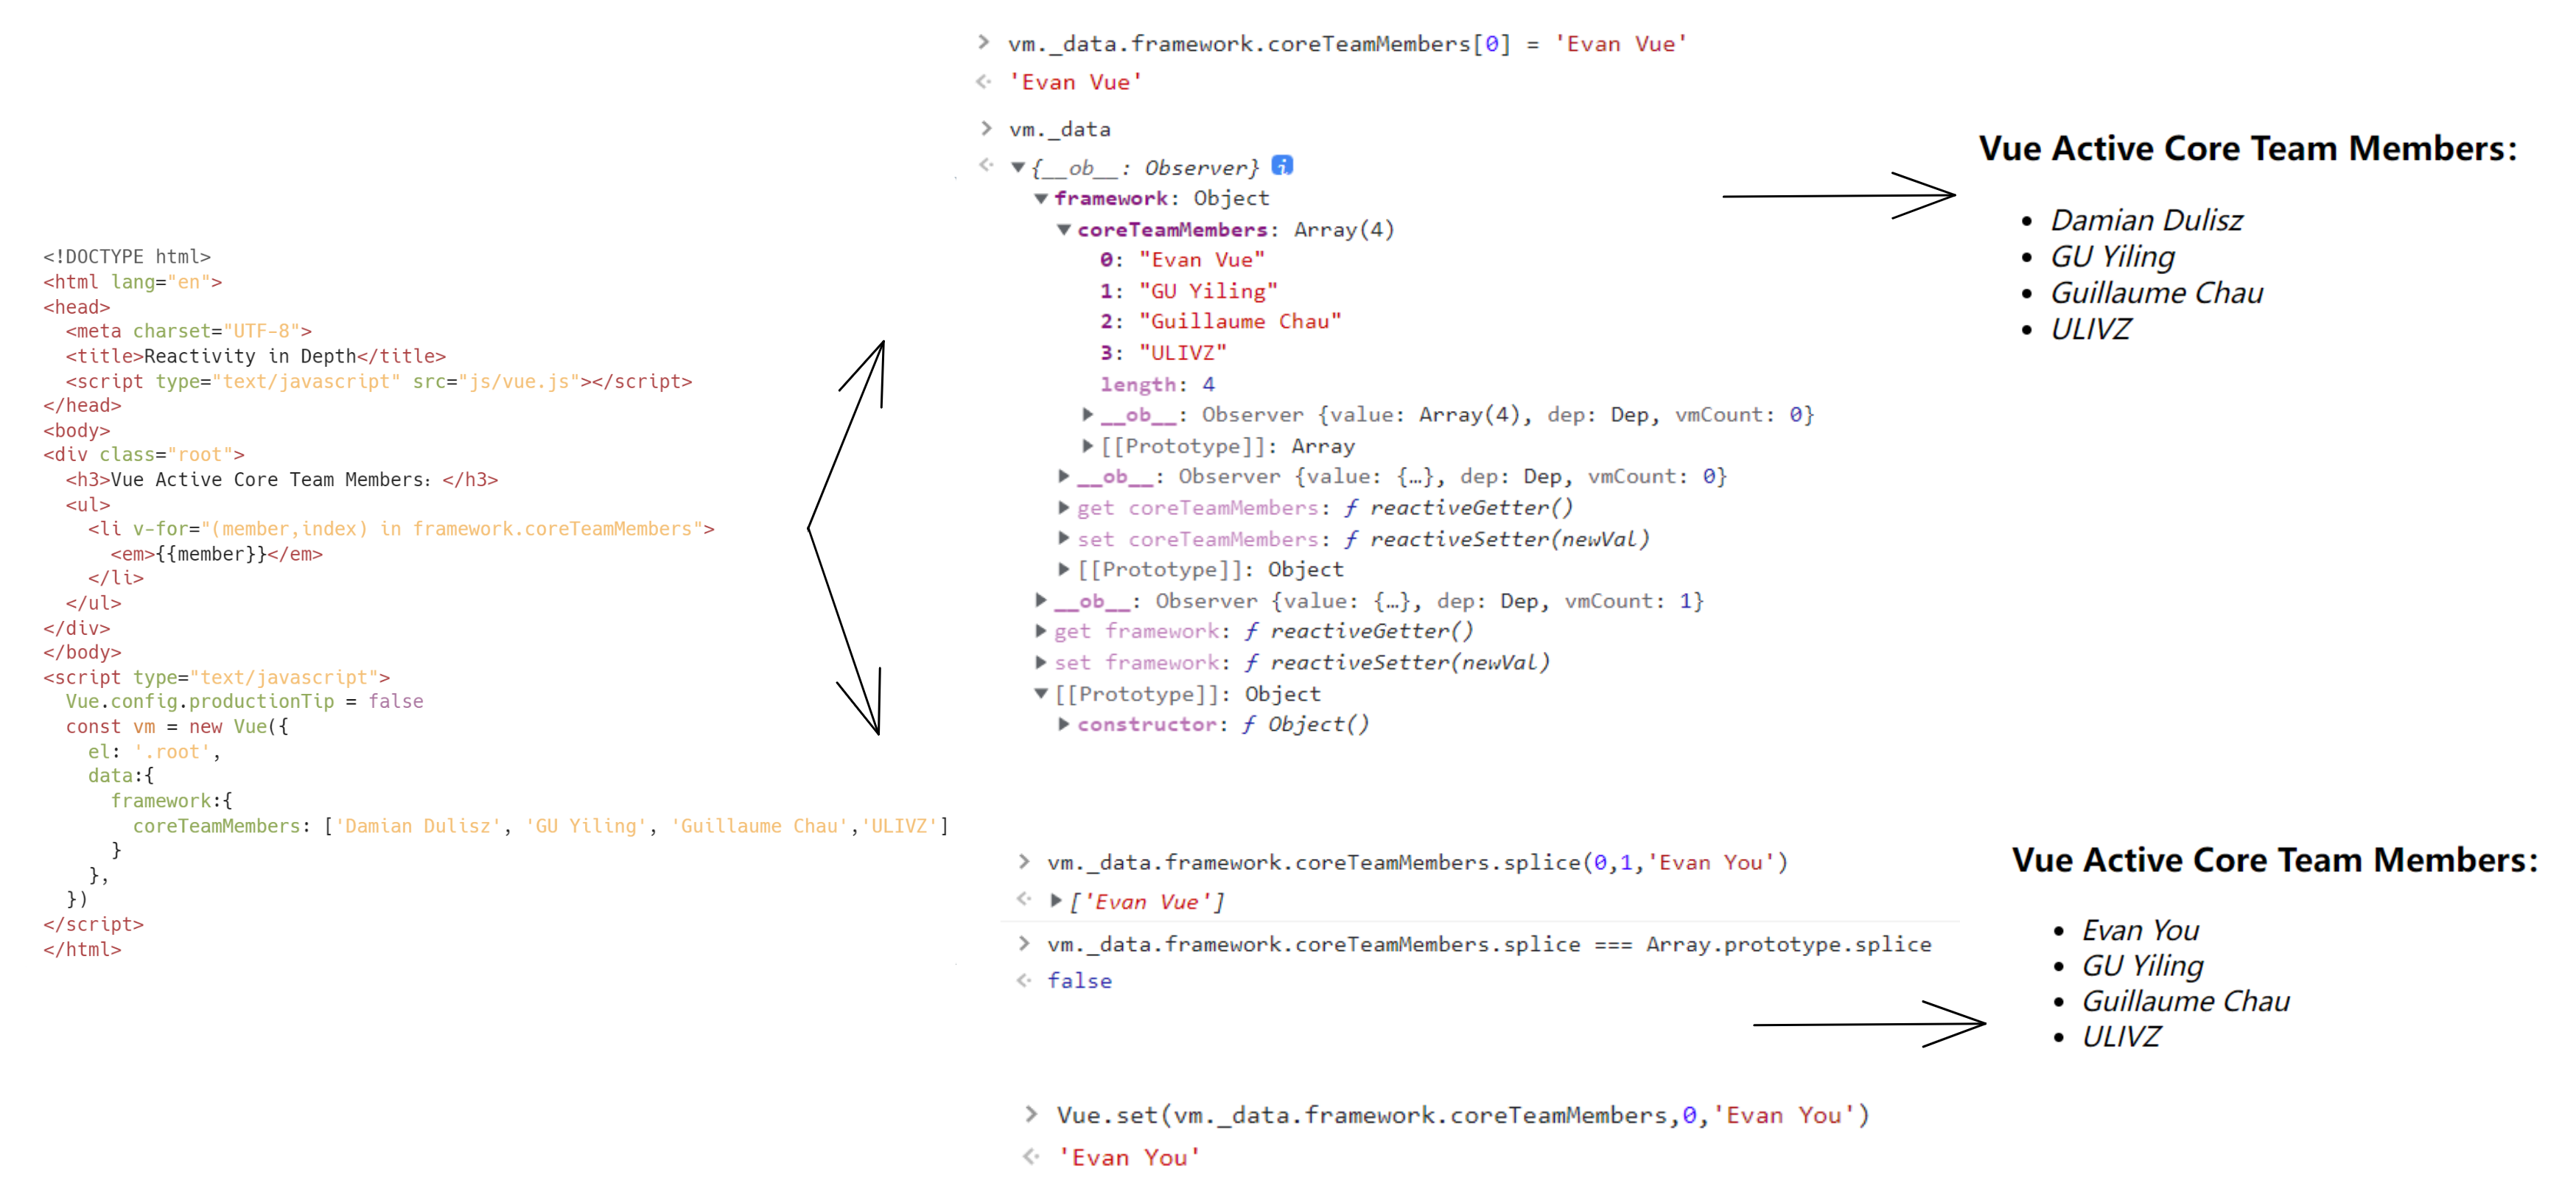 <!DOCTYPE html>
<html lang="en">
<head>
<meta charset="UTF-8">
<title>Reactivity in Depth</title>
<script type="text/javascript" src="js/vue.js"></script>
</head>
<body>
<div class="root">
<h3>Vue Active Core Team Members: </h3>
<ul>
<li v-for="(member,index) in framework.coreTeamMembers">
<em>{{member}}</em>
</li>
</ul>
</div>
</body>
<script type="text/javascript">
Vue.config.productionTip = false
const vm = new Vue({
el: '.root',
data:{
framework:{
coreTeamMembers: ['Damian Dulisz', 'GU Yiling', 'Guillaume Chau','ULIVZ']
}
},
})
</script>
</html>
> vm._data.framework.coreTeamMembers[0] = 'Evan Vue'
'Evan Vue'
> vm._data
▼{__ob__: Observer} i
▼framework: Object
▼coreTeamMembers: Array(4)
0: "Evan Vue"
1: "GU Yiling"
2: "Guillaume Chau"
3: "ULIVZ"
length: 4
▶__ob__: Observer {value: Array(4), dep: Dep, vmCount: 0}
▶[[Prototype]]: Array
▶__ob__: Observer {value: {…}, dep: Dep, vmCount: 0}
▶get coreTeamMembers: ƒ reactiveGetter()
▶set coreTeamMembers: ƒ reactiveSetter(newVal)
▶[[Prototype]]: Object
▶__ob__: Observer {value: {…}, dep: Dep, vmCount: 1}
▶get framework: ƒ reactiveGetter()
▶set framework: ƒ reactiveSetter(newVal)
▼[[Prototype]]: Object
▶constructor: ƒ Object()
Vue Active Core Team Members:
• Damian Dulisz
• GU Yiling
• Guillaume Chau
• ULIVZ
> vm._data.framework.coreTeamMembers.splice(0,1,'Evan You')
▶['Evan Vue']
> vm._data.framework.coreTeamMembers.splice === Array.prototype.splice
false
> Vue.set(vm._data.framework.coreTeamMembers,0,'Evan You')
'Evan You'
Vue Active Core Team Members:
• Evan You
• GU Yiling
• Guillaume Chau
• ULIVZ